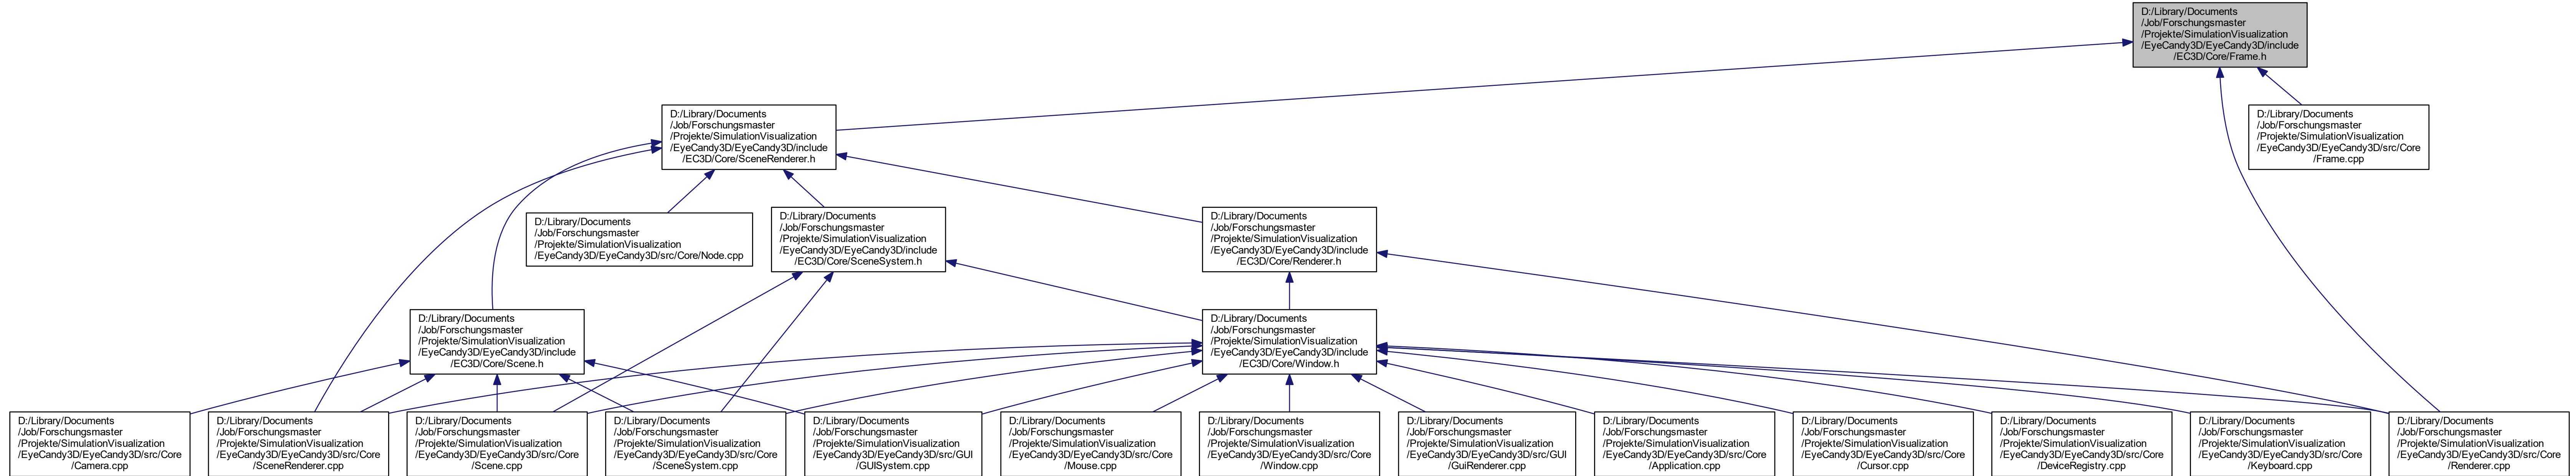 D:/Library/Documents
/Job/Forschungsmaster
/Projekte/SimulationVisualization
/EyeCandy3D/EyeCandy3D/include
/EC3D/Core/Frame.h
D:/Library/Documents
/Job/Forschungsmaster
/Projekte/SimulationVisualization
/EyeCandy3D/EyeCandy3D/include
/EC3D/Core/SceneRenderer.h
D:/Library/Documents
/Job/Forschungsmaster
/Projekte/SimulationVisualization
/EyeCandy3D/EyeCandy3D/src/Core
/Frame.cpp
D:/Library/Documents
/Job/Forschungsmaster
/Projekte/SimulationVisualization
/EyeCandy3D/EyeCandy3D/src/Core/Node.cpp
D:/Library/Documents
/Job/Forschungsmaster
/Projekte/SimulationVisualization
/EyeCandy3D/EyeCandy3D/include
/EC3D/Core/SceneSystem.h
D:/Library/Documents
/Job/Forschungsmaster
/Projekte/SimulationVisualization
/EyeCandy3D/EyeCandy3D/include
/EC3D/Core/Renderer.h
D:/Library/Documents
/Job/Forschungsmaster
/Projekte/SimulationVisualization
/EyeCandy3D/EyeCandy3D/include
/EC3D/Core/Scene.h
D:/Library/Documents
/Job/Forschungsmaster
/Projekte/SimulationVisualization
/EyeCandy3D/EyeCandy3D/include
/EC3D/Core/Window.h
D:/Library/Documents
/Job/Forschungsmaster
/Projekte/SimulationVisualization
/EyeCandy3D/EyeCandy3D/src/Core
/Camera.cpp
D:/Library/Documents
/Job/Forschungsmaster
/Projekte/SimulationVisualization
/EyeCandy3D/EyeCandy3D/src/Core
/SceneRenderer.cpp
D:/Library/Documents
/Job/Forschungsmaster
/Projekte/SimulationVisualization
/EyeCandy3D/EyeCandy3D/src/Core
/Scene.cpp
D:/Library/Documents
/Job/Forschungsmaster
/Projekte/SimulationVisualization
/EyeCandy3D/EyeCandy3D/src/Core
/SceneSystem.cpp
D:/Library/Documents
/Job/Forschungsmaster
/Projekte/SimulationVisualization
/EyeCandy3D/EyeCandy3D/src/GUI
/GUISystem.cpp
D:/Library/Documents
/Job/Forschungsmaster
/Projekte/SimulationVisualization
/EyeCandy3D/EyeCandy3D/src/Core
/Mouse.cpp
D:/Library/Documents
/Job/Forschungsmaster
/Projekte/SimulationVisualization
/EyeCandy3D/EyeCandy3D/src/Core
/Window.cpp
D:/Library/Documents
/Job/Forschungsmaster
/Projekte/SimulationVisualization
/EyeCandy3D/EyeCandy3D/src/GUI
/GuiRenderer.cpp
D:/Library/Documents
/Job/Forschungsmaster
/Projekte/SimulationVisualization
/EyeCandy3D/EyeCandy3D/src/Core
/Application.cpp
D:/Library/Documents
/Job/Forschungsmaster
/Projekte/SimulationVisualization
/EyeCandy3D/EyeCandy3D/src/Core
/Cursor.cpp
D:/Library/Documents
/Job/Forschungsmaster
/Projekte/SimulationVisualization
/EyeCandy3D/EyeCandy3D/src/Core
/DeviceRegistry.cpp
D:/Library/Documents
/Job/Forschungsmaster
/Projekte/SimulationVisualization
/EyeCandy3D/EyeCandy3D/src/Core
/Keyboard.cpp
D:/Library/Documents
/Job/Forschungsmaster
/Projekte/SimulationVisualization
/EyeCandy3D/EyeCandy3D/src/Core
/Renderer.cpp